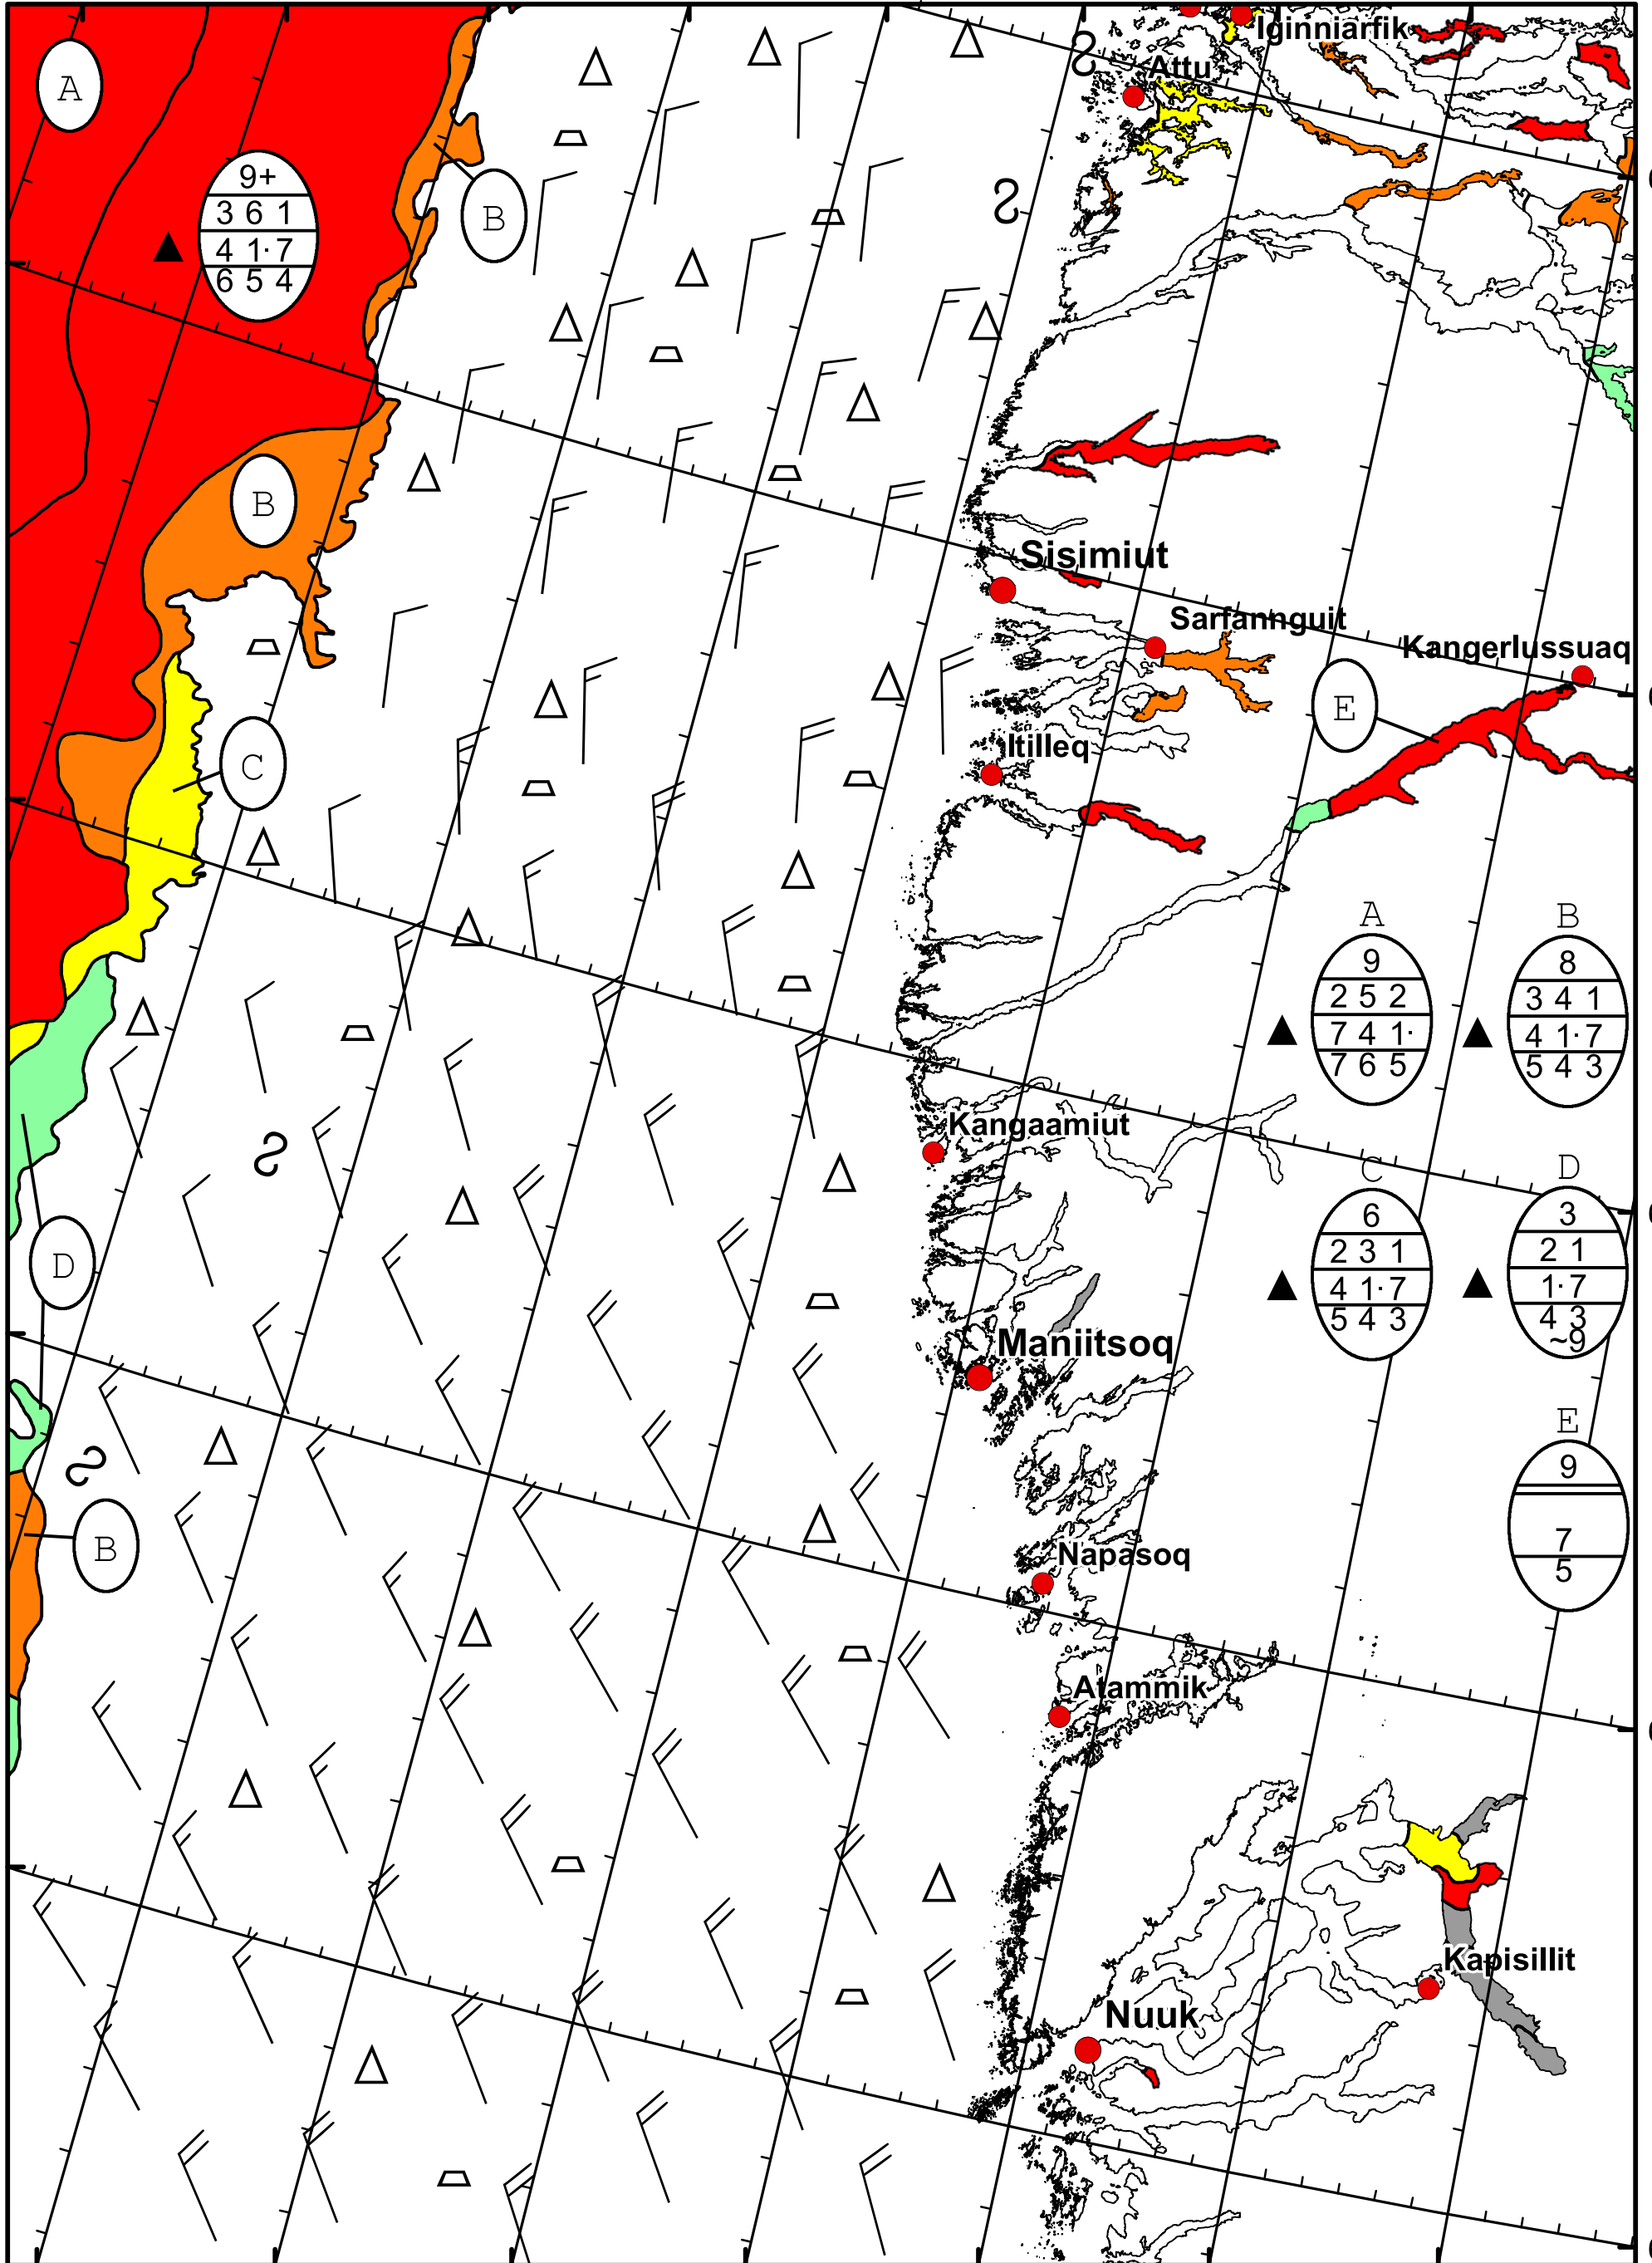 Iginniarfik
A
Attu
9+
3 6 1
4 1· 7
6 5 4
B
B
Sisimiut
Sarfannguit
Kangerlussuaq
E
Itilleq
C
A
9
2 5 2
7 4 1·
7 6 5
B
8
3 4 1
4 1· 7
5 4 3
Kangaamiut
C
6
2 3 1
4 1· 7
5 4 3
D
3
2 1
1· 7
4 3
~9
D
Maniitsoq
E
9
7
5
B
Napasoq
Atammik
Kapisillit
Nuuk